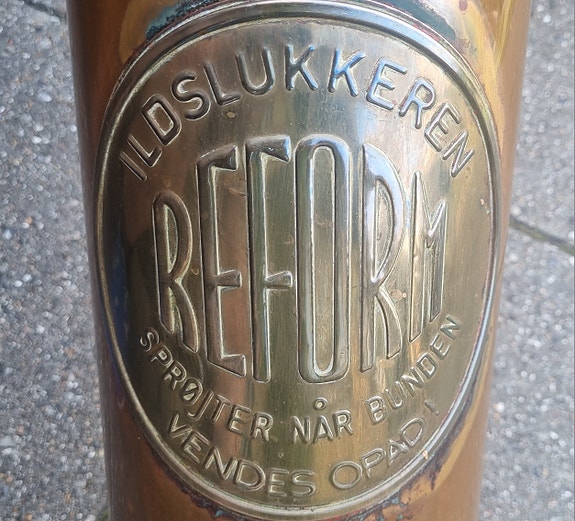 ILDSLUKKEREN
REFORM
SPRØJTER NÅR BUNDEN
VENDES OPAD!